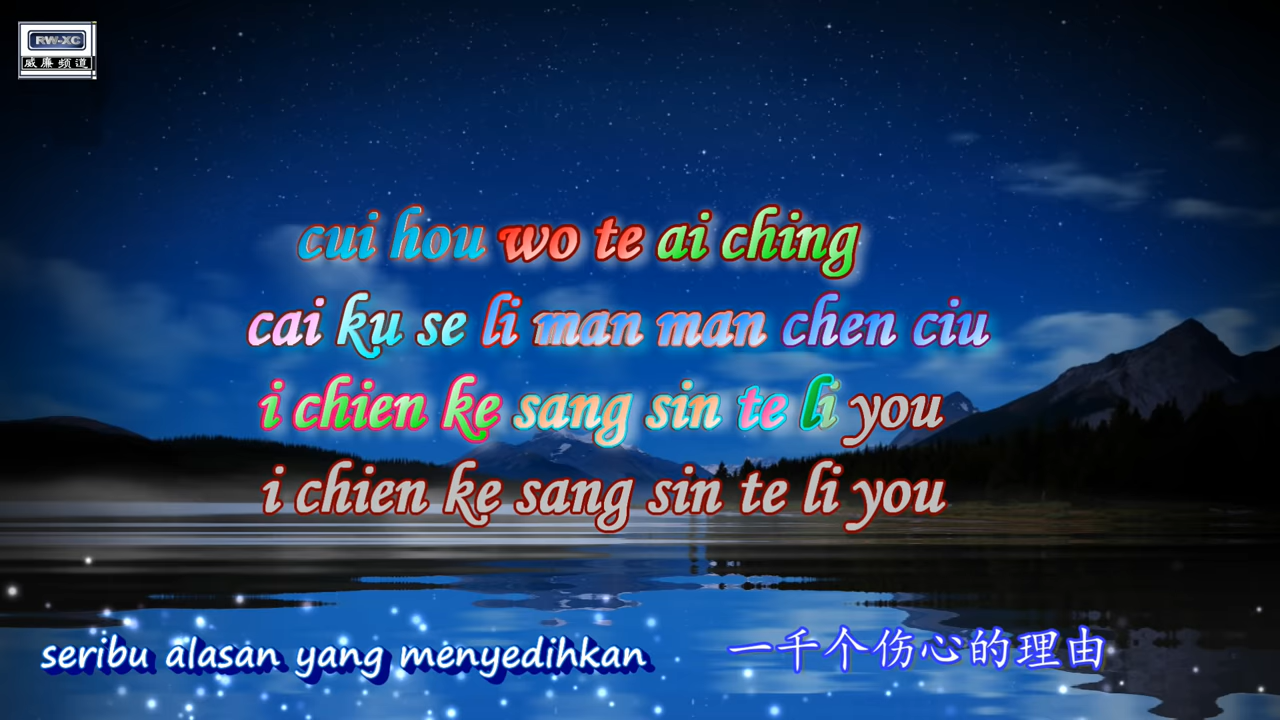 RW-XC
威廉频道
cui hou wo te ai ching
cai ku se li man man chen ciu
i chien ke sang sin te li you
i chien ke sang sin te li you
seribu alasan yang menyedihkan
一千个伤心的理由